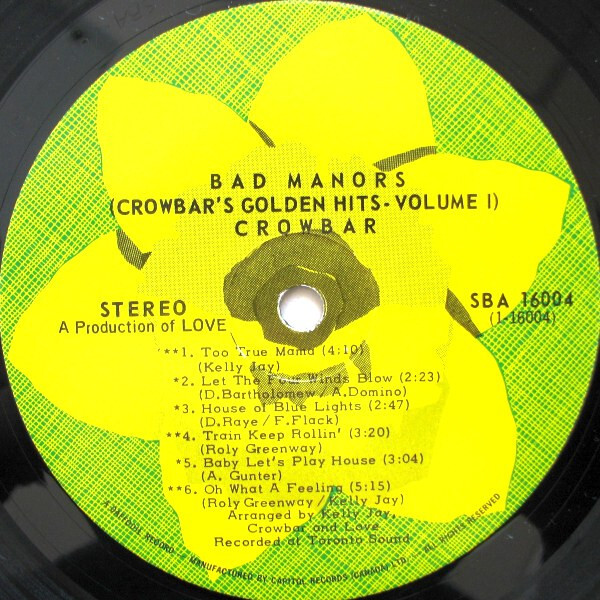 BAD MANORS
(CROWBAR'S GOLDEN HITS - VOLUME I)
CROWBAR
STEREO
A Production of LOVE
SBA 16004
(1-16004)
**1. Too True Mama (4:10)
(Kelly Jay)
*2. Let The Four Winds Blow (2:23)
(D.Bartholomew / A.Domino)
*3. House of Blue Lights (2:47)
(D.Raye / F.Flack)
**4. Train Keep Rollin' (3:20)
(Roly Greenway)
*5. Baby Let's Play House (3:04)
(A. Gunter)
**6. Oh What A Feeling (5:15)
(Roly Greenway / Kelly Jay)
Arranged by Kelly Jay,
Crowbar and Love
Recorded at Toronto Sound
A DAFFODIL RECORD MANUFACTURED BY CAPITOL RECORDS (CANADA) LTD. ALL RIGHTS RESERVED